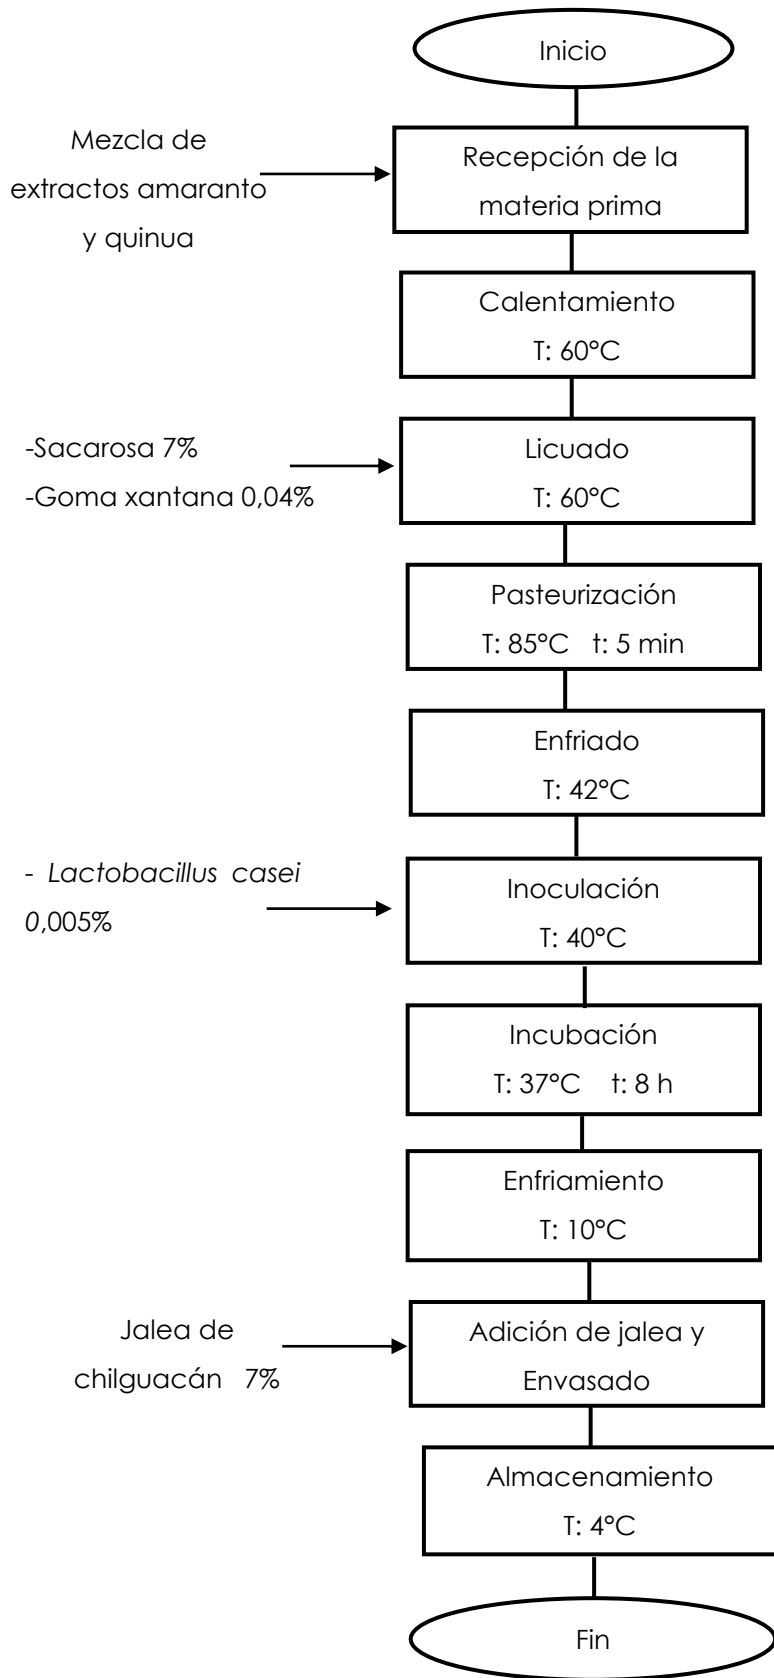 Inicio
Mezcla de
extractos amaranto
y quinua
Recepción de la
materia prima
Calentamiento
T: 60°C
-Sacarosa 7%
-Goma xantana 0,04%
Licuado
T: 60°C
Pasteurización
T: 85°C t: 5 min
Enfriado
T: 42°C
- Lactobacillus casei
0,005%
Inoculación
T: 40°C
Incubación
T: 37°C t: 8 h
Enfriamiento
T: 10°C
Jalea de
chilguacán 7%
Adición de jalea y
Envasado
Almacenamiento
T: 4°C
Fin